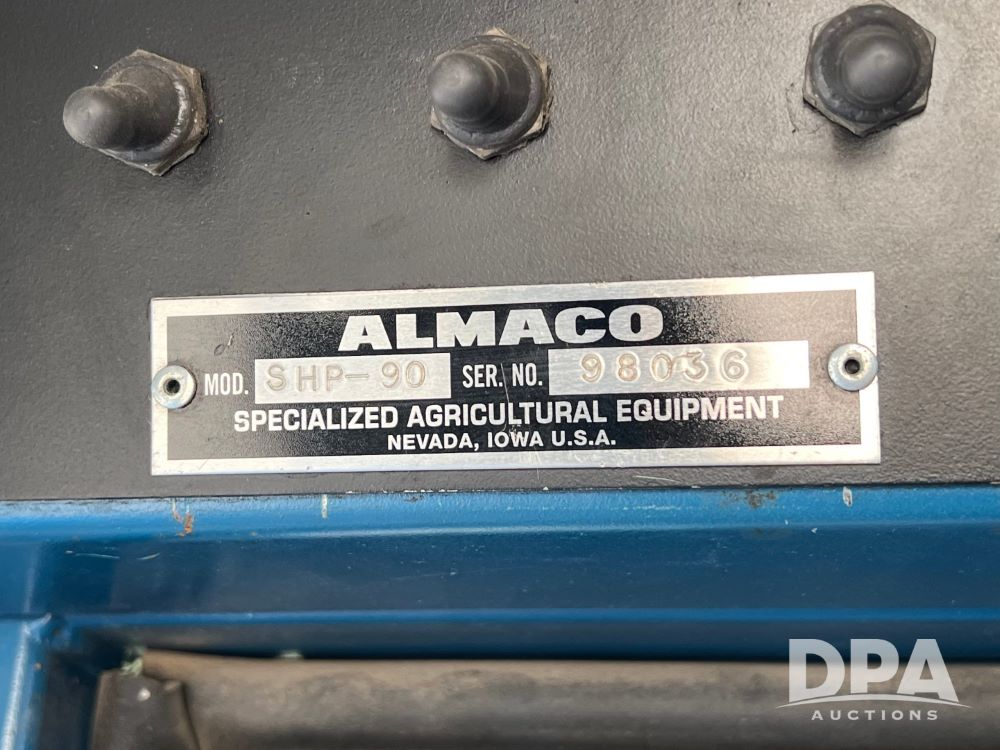 ALMACO
MOD. SHP-90 SER. NO. 98036
SPECIALIZED AGRICULTURAL EQUIPMENT
NEVADA, IOWA U.S.A.
DPA
AUCTIONS